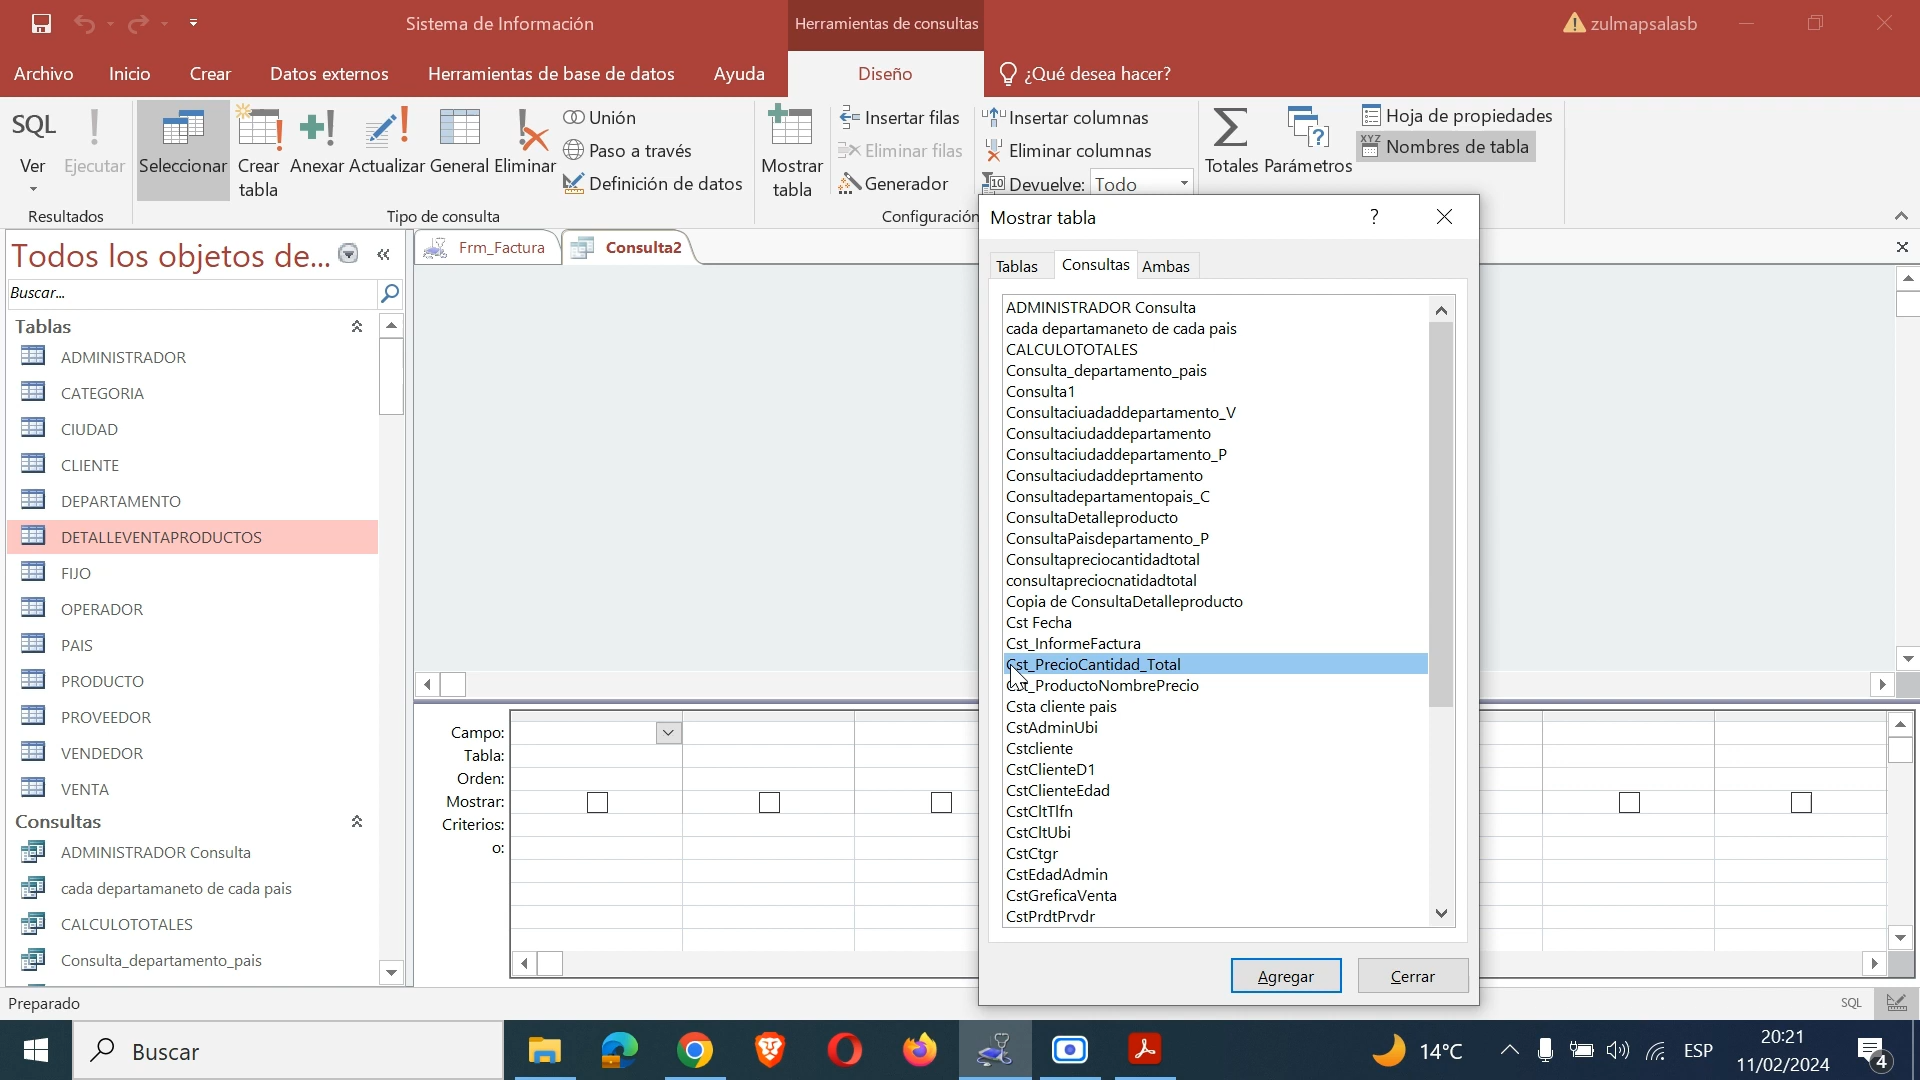 Sistema de Información
Herramientas de consultas
zulmapsalasb
Archivo
Inicio
Crear
Datos externos
Herramientas de base de datos
Ayuda
Diseño
¿Qué desea hacer?
SQL
Ver
Ejecutar
Resultados
Seleccionar
Crear
tabla
Anexar
Actualizar
General
Eliminar
Unión
Paso a través
Definición de datos
Tipo de consulta
Mostrar
tabla
Insertar filas
Eliminar filas
Generador
Insertar columnas
Eliminar columnas
Devuelve: Todo
Configuración
Totales
Parámetros
Hoja de propiedades
Nombres de tabla
Todos los objetos de...
Buscar...
Tablas
ADMINISTRADOR
CATEGORIA
CIUDAD
CLIENTE
DEPARTAMENTO
DETALLEVENTAPRODUCTOS
FIJO
OPERADOR
PAIS
PRODUCTO
PROVEEDOR
VENDEDOR
VENTA
Consultas
ADMINISTRADOR Consulta
cada departamaneto de cada pais
CALCULOTOTALES
Consulta_departamento_pais
Frm_Factura
Consulta2
Campo:
Tabla:
Orden:
Mostrar:
Criterios:
o:
Mostrar tabla
?
Tablas
Consultas
Ambas
ADMINISTRADOR Consulta
cada departamaneto de cada pais
CALCULOTOTALES
Consulta_departamento_pais
Consulta1
Consultaciuadaddepartamento_V
Consultaciudaddepartamento
Consultaciudaddepartamento_P
Consultaciudaddeprtamento
Consultadepartamentopais_C
ConsultaDetalleproducto
ConsultaPaisdepartamento_P
Consultapreciocantidadtotal
consultapreciocnatidadtotal
Copia de ConsultaDetalleproducto
Cst Fecha
Cst_InformeFactura
Cst_PrecioCantidad_Total
Cst_ProductoNombrePrecio
Csta cliente pais
CstAdminUbi
Cstcliente
CstClienteD1
CstClienteEdad
CstCltTlfn
CstCltUbi
CstCtgr
CstEdadAdmin
CstGreficaVenta
CstPrdtPrvdr
Agregar
Cerrar
Preparado
SQL
Buscar
14°C
ESP
20:21
11/02/2024
4